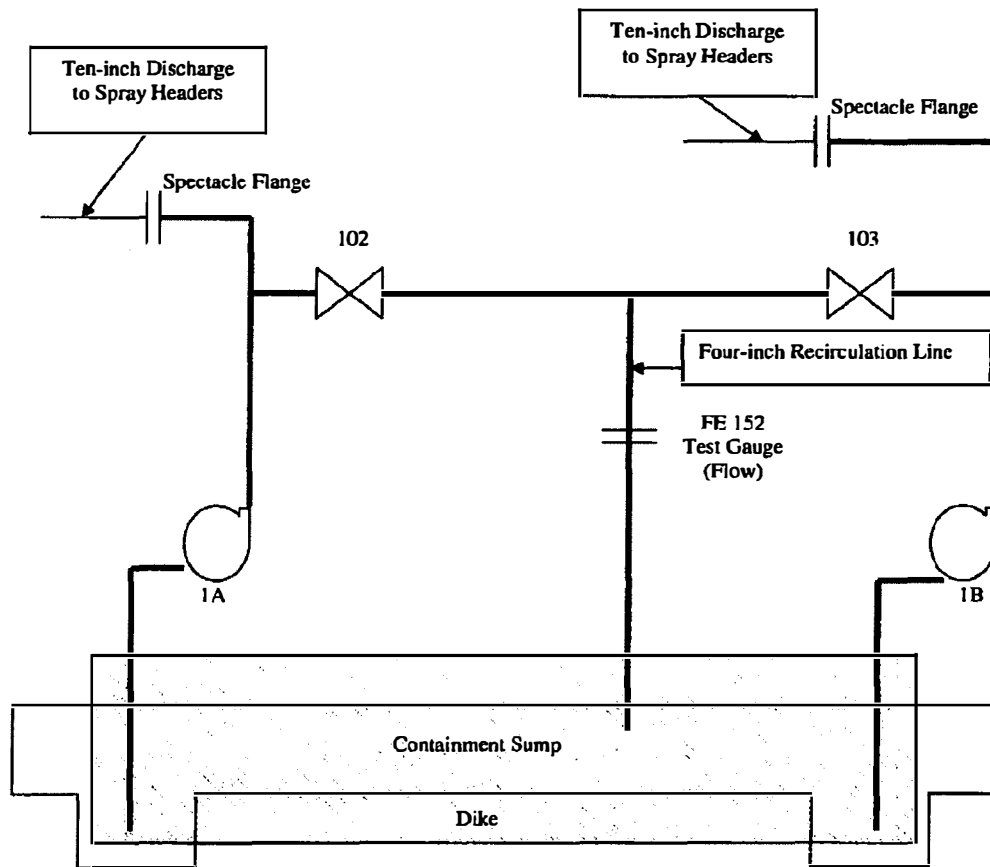 Ten-inch Discharge
to Spray Headers
Ten-inch Discharge
to Spray Headers
Spectacle Flange
Spectacle Flange
102
103
Four-inch Recirculation Line
FE 152
Test Gauge
(Flow)
1A
1B
Containment Sump
Dike